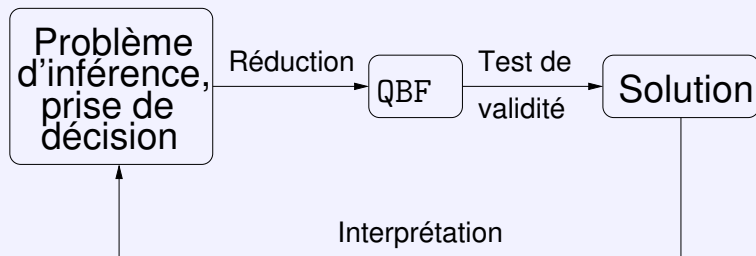 Problème
d'inférence,
prise de
décision
Réduction
QBF
Test de
validité
Solution
Interprétation